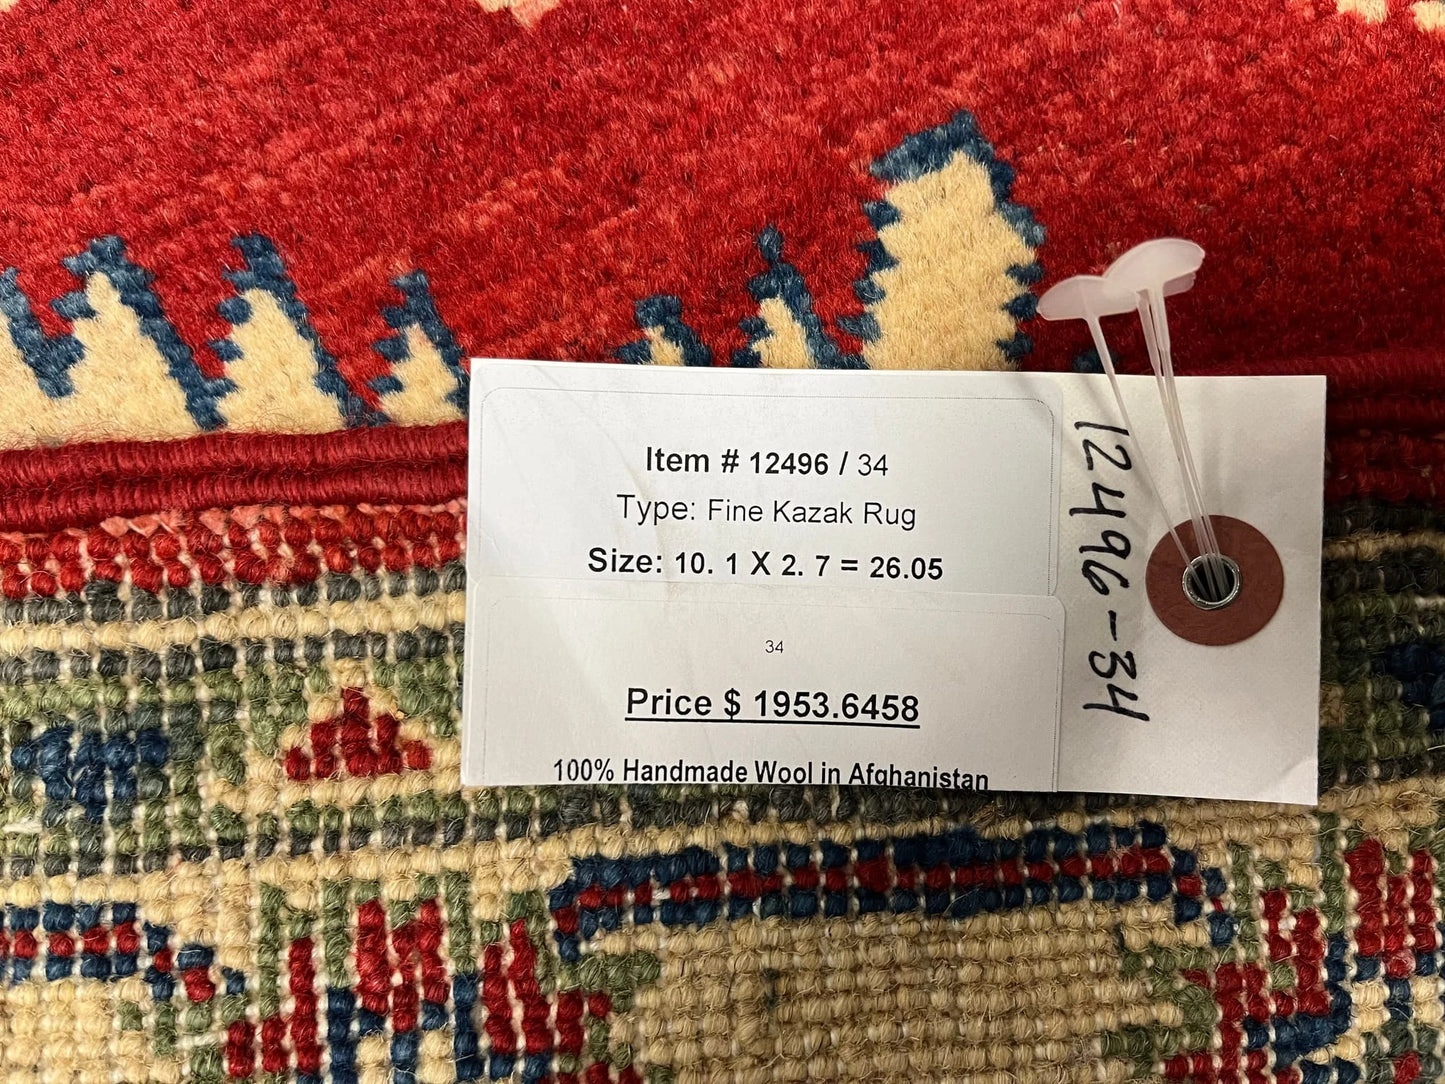 Item # 12496 / 34
Type: Fine Kazak Rug
Size: 10. 1 X 2. 7 = 26.05
34
Price $ 1953.6458
100% Handmade Wool in Afghanistan
12496-34